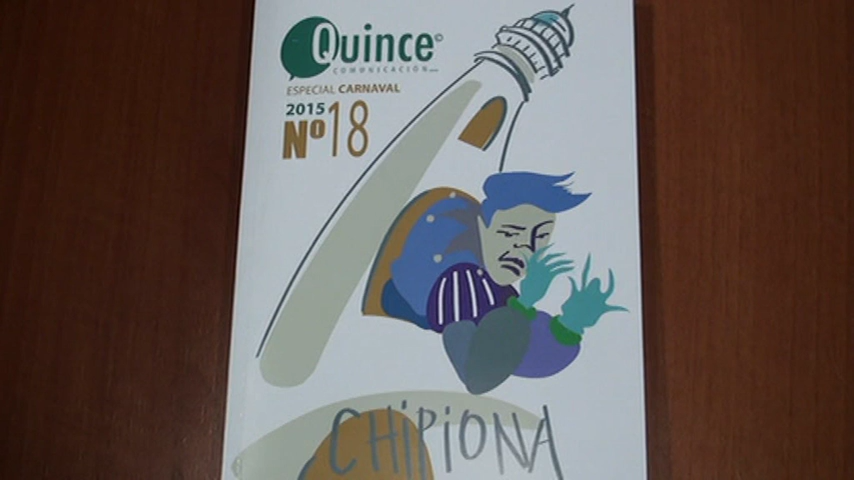 Quince©
COMUNICACIÓN
ESPECIAL CARNAVAL
2015
Nº18
CHIPIONA